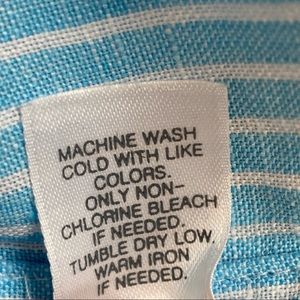 MACHINE WASH
COLD WITH LIKE
COLORS.
ONLY NON-
CHLORINE BLEACH
IF NEEDED.
TUMBLE DRY LOW.
WARM IRON
IF NEEDED.